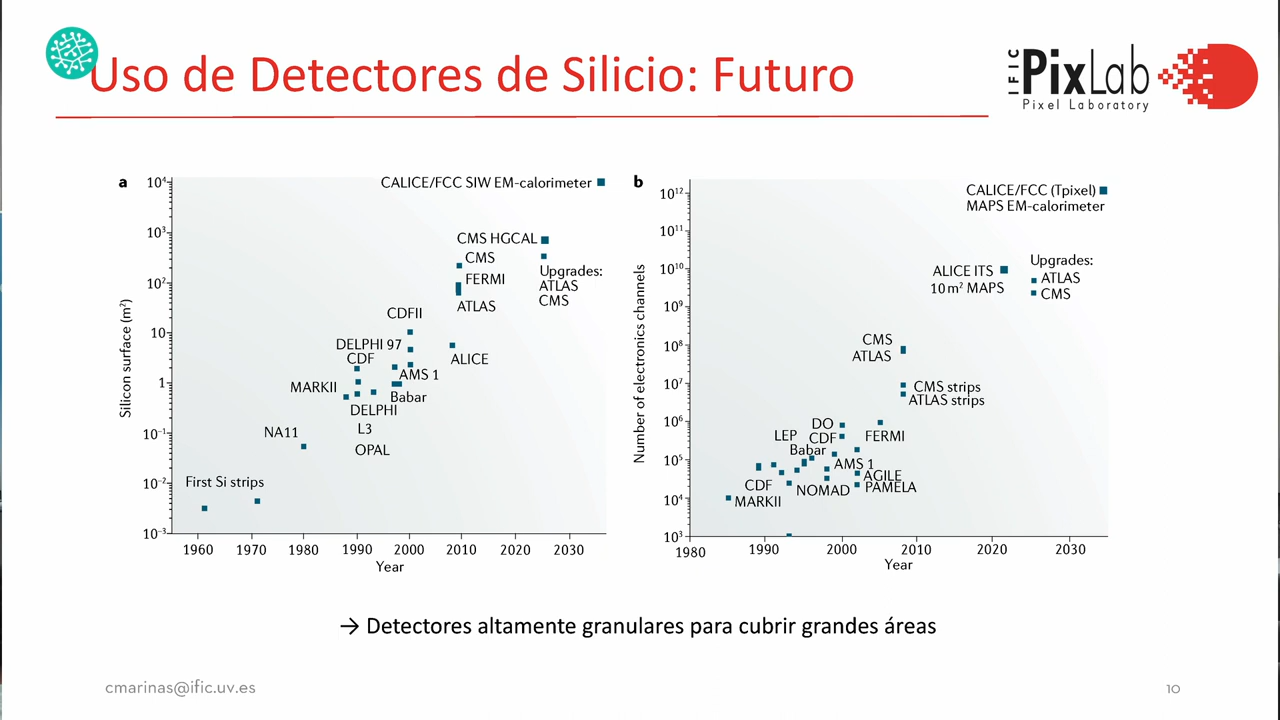 Uso de Detectores de Silicio: Futuro
IFIC PixLab
Pixel Laboratory
a
CALICE/FCC SIW EM-calorimeter
CMS HGCAL
CMS
FERMI
Upgrades:
ATLAS
CMS
ATLAS
CDFII
DELPHI 97
CDF
ALICE
AMS 1
MARKII
Babar
DELPHI
L3
OPAL
NA11
First Si strips
10⁴
10³
10²
10
1
10⁻¹
10⁻²
10⁻³
Silicon surface (m²)
1960 1970 1980 1990 2000 2010 2020 2030
Year
b
CALICE/FCC (Tpixel)
MAPS EM-calorimeter
Upgrades:
ATLAS
CMS
ALICE ITS
10 m² MAPS
CMS
ATLAS
CMS strips
ATLAS strips
DO
LEP
CDF
FERMI
Babar
AMS 1
AGILE
CDF
NOMAD
PAMELA
MARKII
10¹²
10¹¹
10¹⁰
10⁹
10⁸
10⁷
10⁶
10⁵
10⁴
10³
Number of electronics channels
1980 1990 2000 2010 2020 2030
Year
→ Detectores altamente granulares para cubrir grandes áreas
cmarinas@ific.uv.es
10